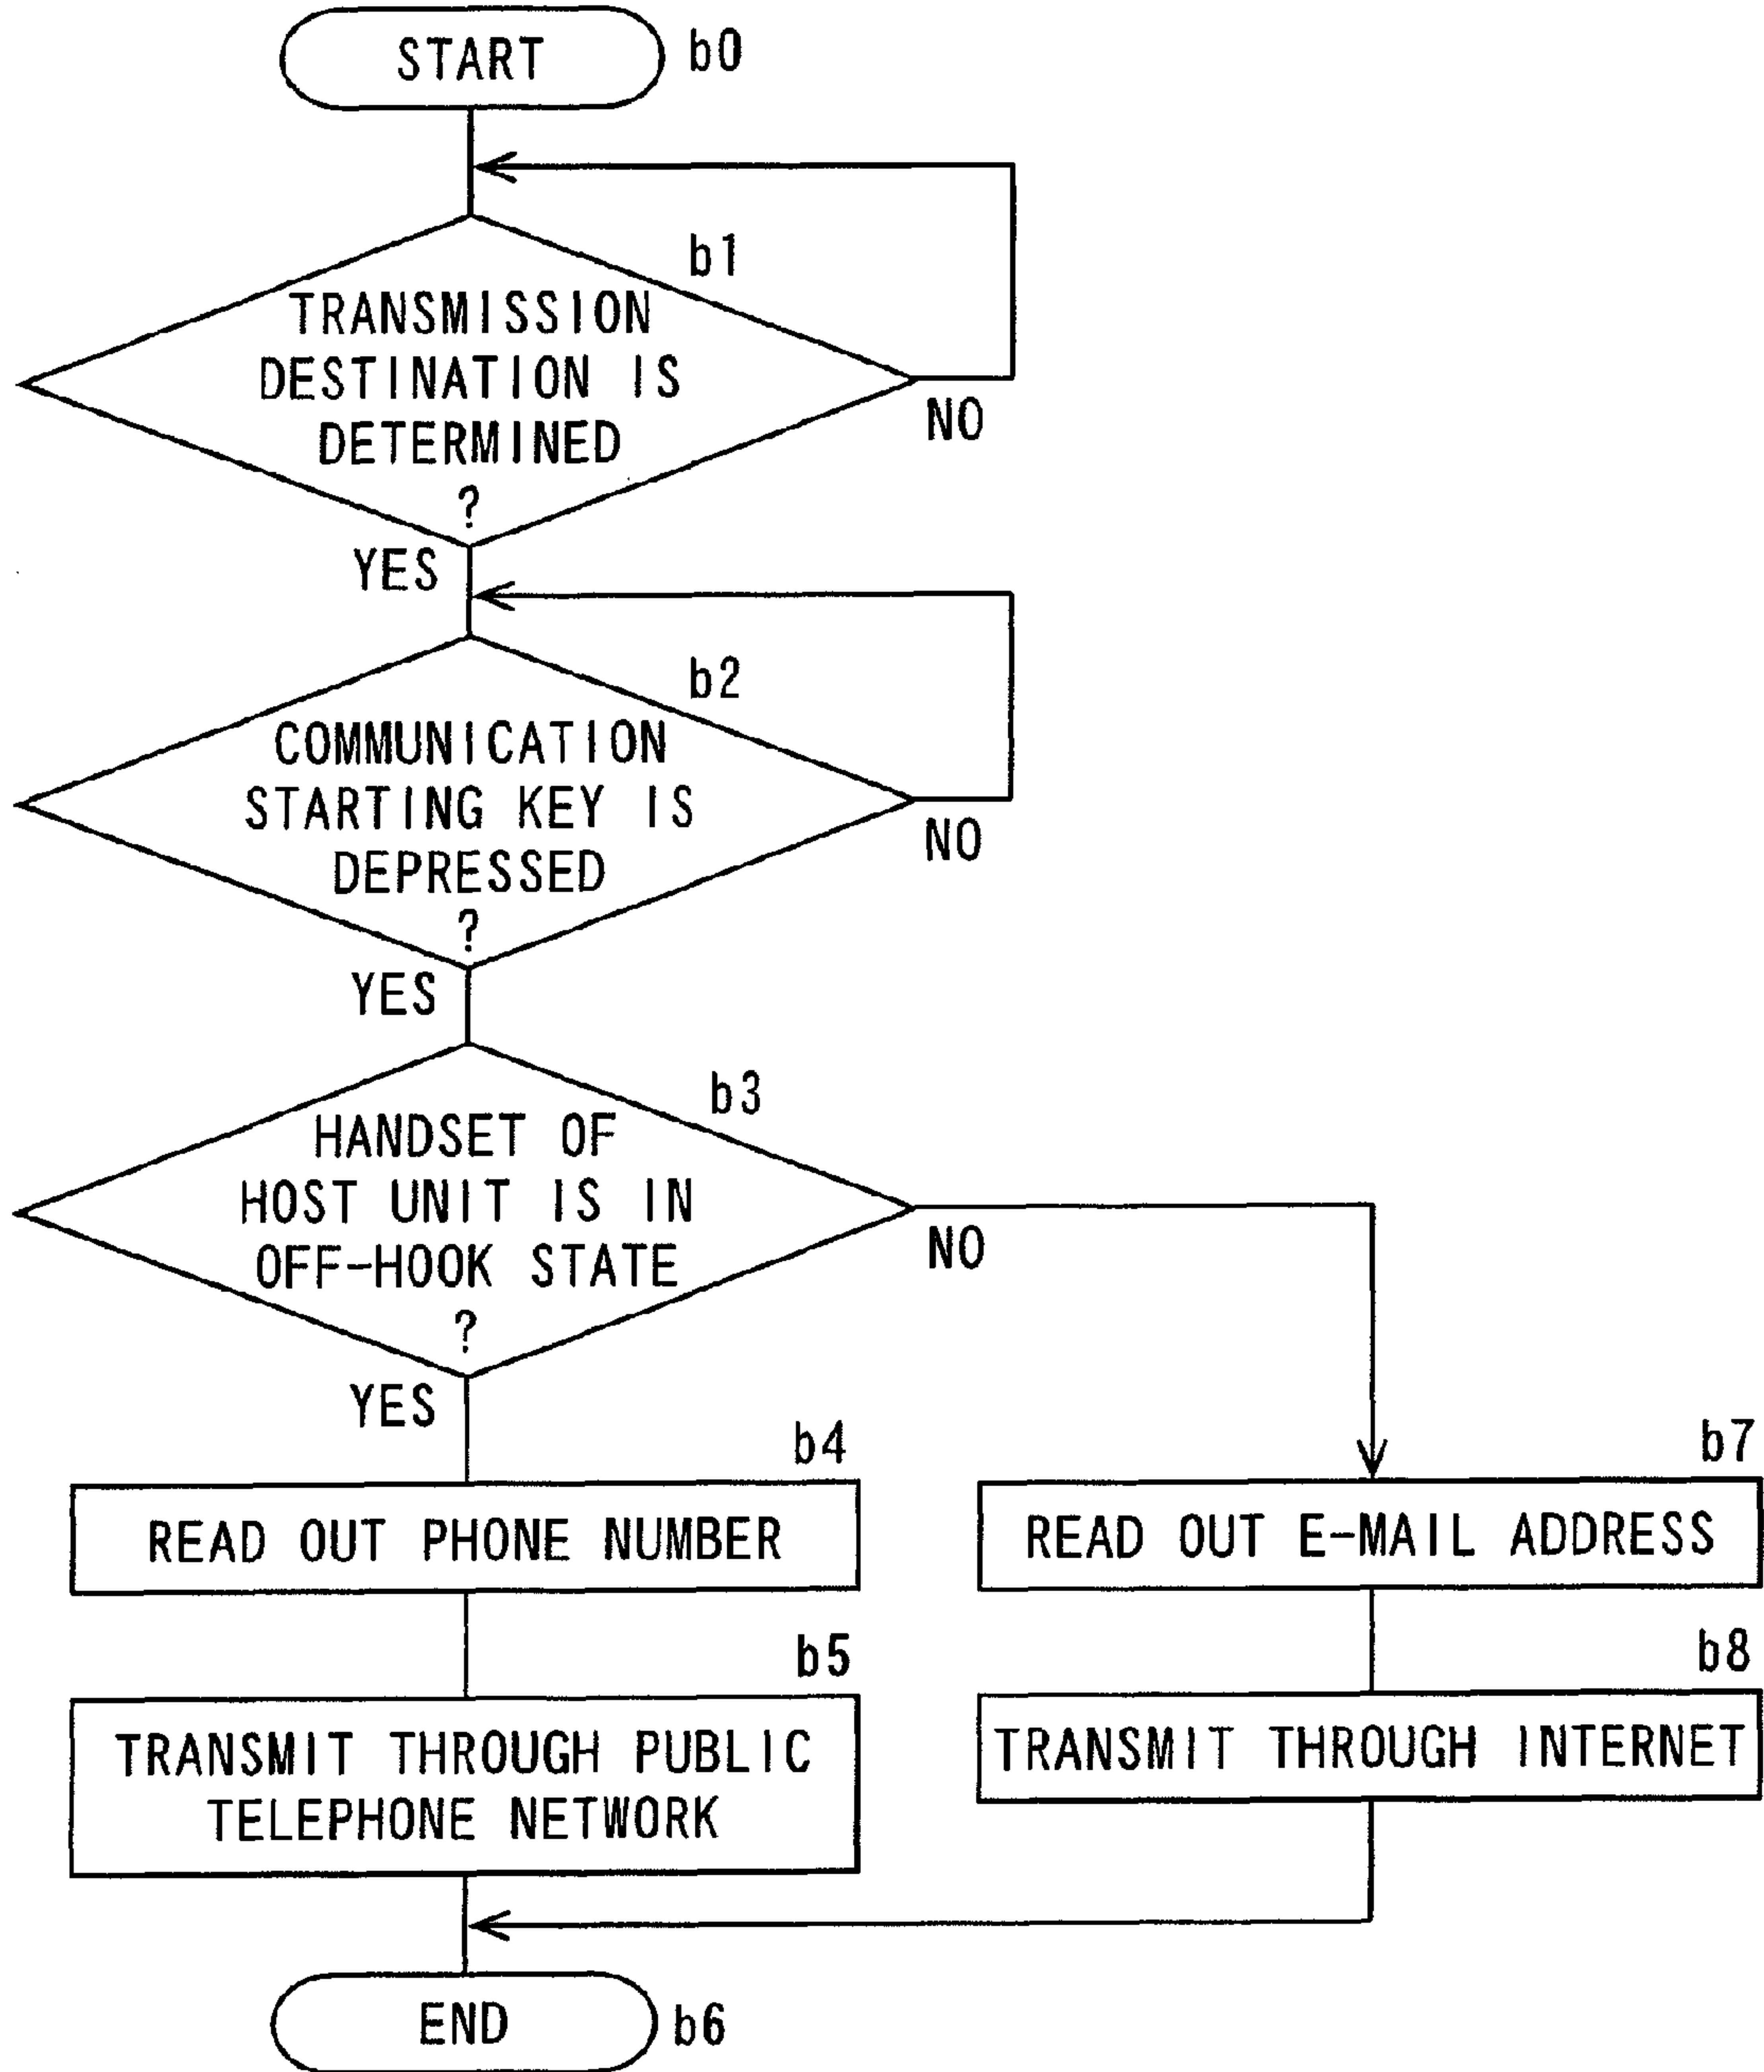 START
b0
b1
TRANSMISSION
DESTINATION IS
DETERMINED
?
NO
YES
b2
COMMUNICATION
STARTING KEY IS
DEPRESSED
?
NO
YES
b3
HANDSET OF
HOST UNIT IS IN
OFF-HOOK STATE
?
NO
YES
b4
READ OUT PHONE NUMBER
b7
READ OUT E-MAIL ADDRESS
b5
TRANSMIT THROUGH PUBLIC
TELEPHONE NETWORK
b8
TRANSMIT THROUGH INTERNET
END
b6